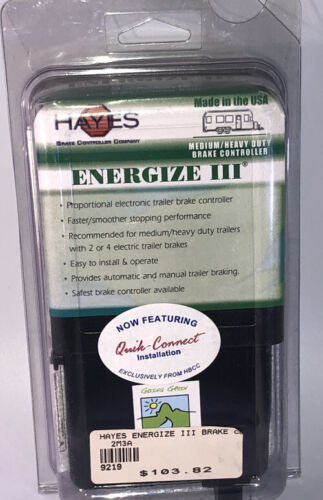 Made in the USA
HAYES
BRAKE CONTROLLER COMPANY
MEDIUM/HEAVY DUTY
BRAKE CONTROLLER
ENERGIZE III®
• Proportional electronic trailer brake controller
• Faster/smoother stopping performance
• Recommended for medium/heavy duty trailers
with 2 or 4 electric trailer brakes
• Easy to install & operate
• Provides automatic and manual trailer braking.
• Safest brake controller available
NOW FEATURING
Quik-Connect
Installation
EXCLUSIVELY FROM HBCC
GOING GREEN
HAYES ENERGIZE III BRAKE
2M3A
9219
$103.82